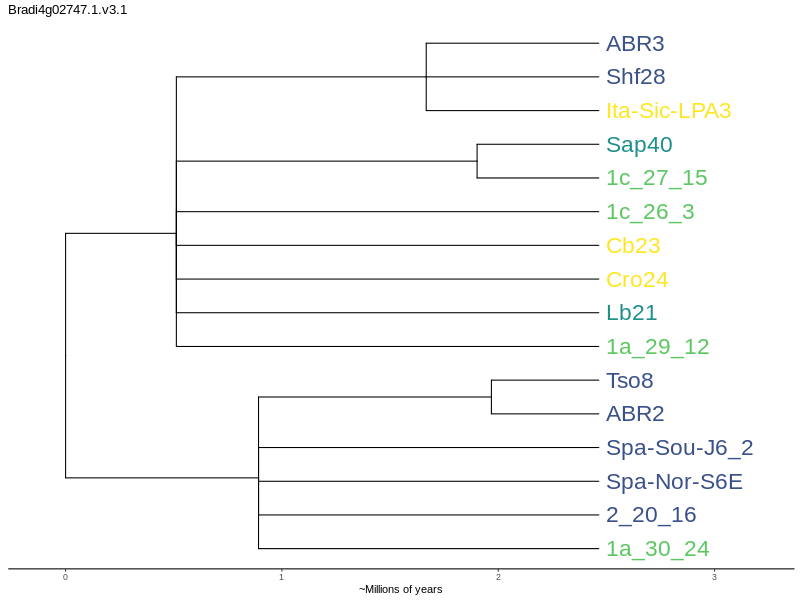 Bradi4g02747.1.v3.1
ABR3
Shf28
Ita-Sic-LPA3
Sap40
1c_27_15
1c_26_3
Cb23
Cro24
Lb21
1a_29_12
Tso8
ABR2
Spa-Sou-J6_2
Spa-Nor-S6E
2_20_16
1a_30_24
0 1 2 3
~Millions of years